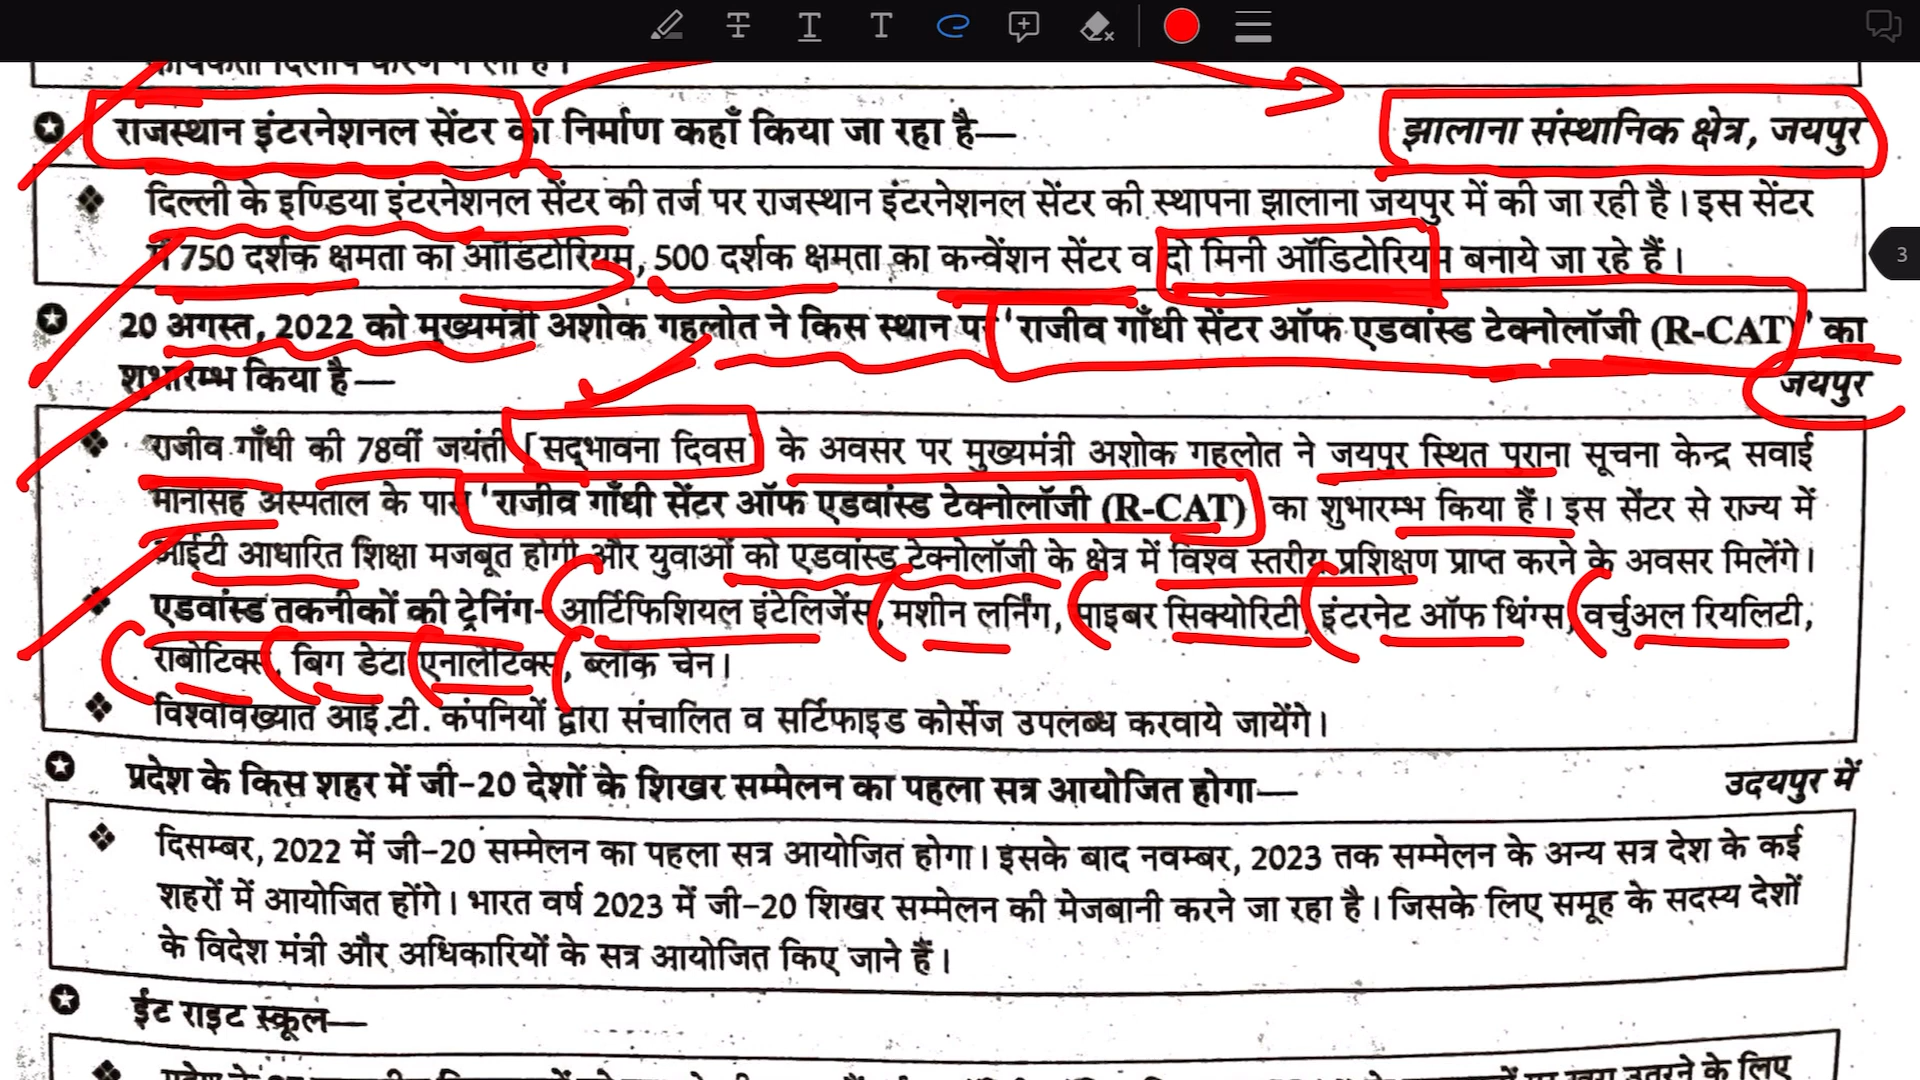 राजस्थान इंटरनेशनल सेंटर का निर्माण कहाँ किया जा रहा है— झालाना संस्थानिक क्षेत्र, जयपुर
दिल्ली के इण्डिया इंटरनेशनल सेंटर की तर्ज पर राजस्थान इंटरनेशनल सेंटर की स्थापना झालाना जयपुर में की जा रही है। इस सेंटर
में 750 दर्शक क्षमता का ऑडिटोरियम, 500 दर्शक क्षमता का कन्वेंशन सेंटर व दो मिनी ऑडिटोरियम बनाये जा रहे हैं।
3
20 अगस्त, 2022 को मुख्यमंत्री अशोक गहलोत ने किस स्थान पर 'राजीव गाँधी सेंटर ऑफ एडवांस्ड टेक्नोलॉजी (R-CAT)' का
शुभारम्भ किया है— जयपुर
राजीव गाँधी की 78वीं जयंती [सद्भावना दिवस] के अवसर पर मुख्यमंत्री अशोक गहलोत ने जयपुर स्थित पुराना सूचना केन्द्र सवाई
मानसिंह अस्पताल के पास 'राजीव गाँधी सेंटर ऑफ एडवांस्ड टेक्नोलॉजी (R-CAT) का शुभारम्भ किया हैं। इस सेंटर से राज्य में
आईटी आधारित शिक्षा मजबूत होगी और युवाओं को एडवांस्ड टेक्नोलॉजी के क्षेत्र में विश्व स्तरीय प्रशिक्षण प्राप्त करने के अवसर मिलेंगे।
एडवांस्ड तकनीकों की ट्रेनिंग- आर्टिफिशियल इंटेलिजेंस, मशीन लर्निंग, साइबर सिक्योरिटी, इंटरनेट ऑफ थिंग्स, वर्चुअल रियलिटी,
रोबोटिक्स, बिग डेटा एनालिटिक्स, ब्लॉक चेन।
विश्वविख्यात आई.टी. कंपनियों द्वारा संचालित व सर्टिफाइड कोर्सेज उपलब्ध करवाये जायेंगे।
प्रदेश के किस शहर में जी-20 देशों के शिखर सम्मेलन का पहला सत्र आयोजित होगा— उदयपुर में
दिसम्बर, 2022 में जी-20 सम्मेलन का पहला सत्र आयोजित होगा। इसके बाद नवम्बर, 2023 तक सम्मेलन के अन्य सत्र देश के कई
शहरों में आयोजित होंगे। भारत वर्ष 2023 में जी-20 शिखर सम्मेलन की मेजबानी करने जा रहा है। जिसके लिए समूह के सदस्य देशों
के विदेश मंत्री और अधिकारियों के सत्र आयोजित किए जाने हैं।
ईट राइट स्कूल—